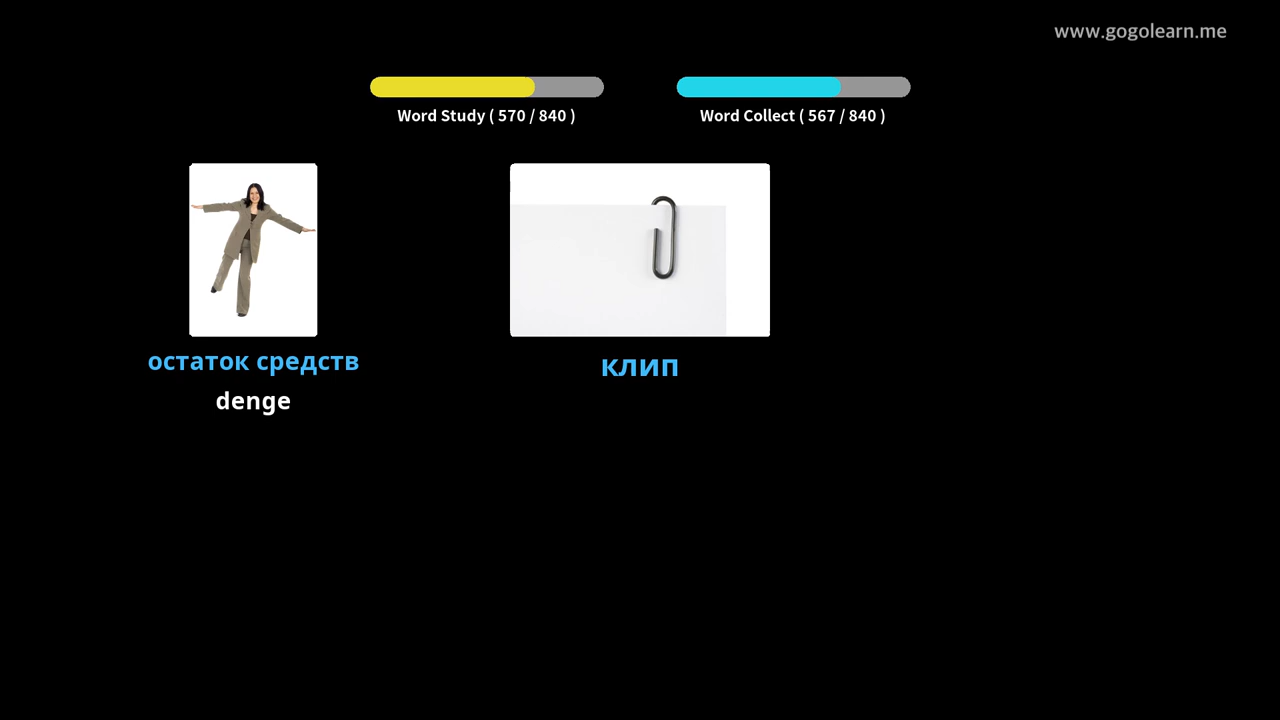 www.gogolearn.me
Word Study ( 570 / 840 )
Word Collect ( 567 / 840 )
остаток средств
denge
клип